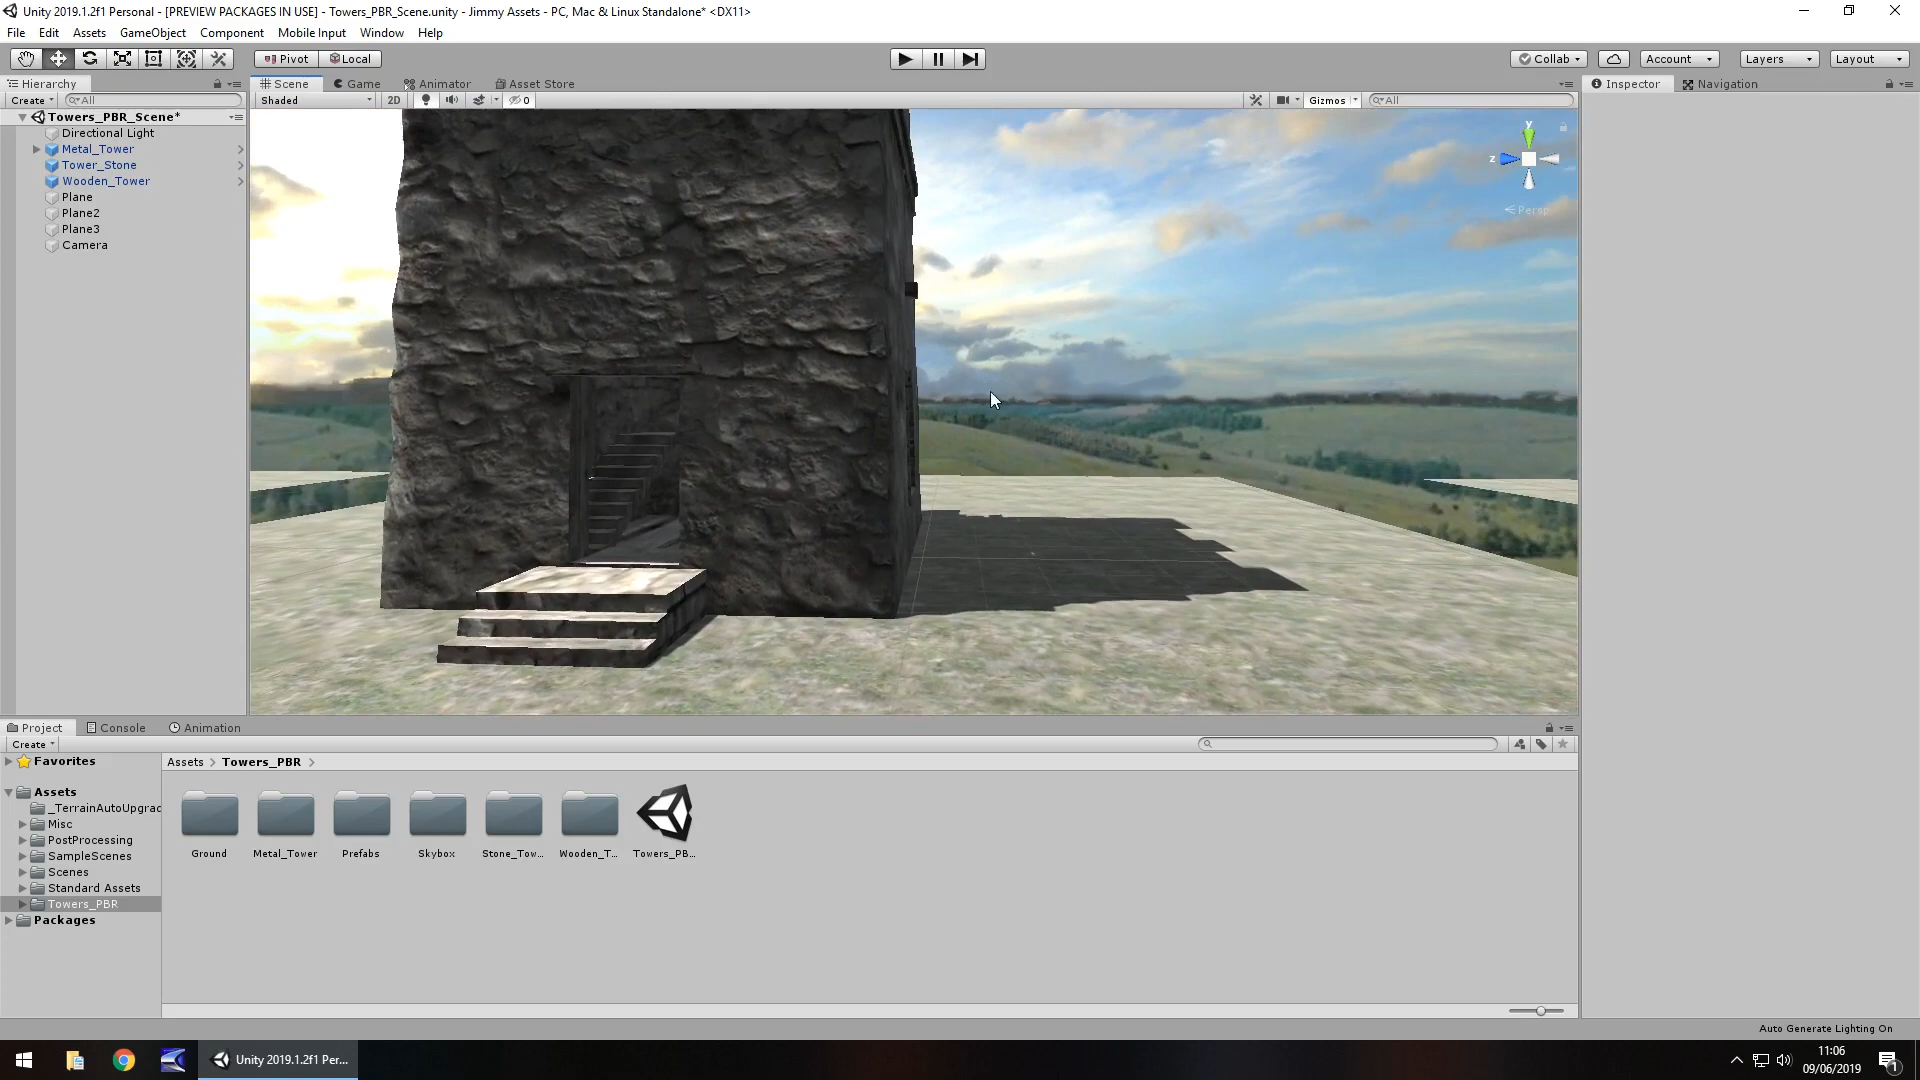 Unity 2019.1.2f1 Personal - [PREVIEW PACKAGES IN USE] - Towers_PBR_Scene.unity - Jimmy Assets - PC, Mac & Linux Standalone* <DX11>
File Edit Assets GameObject Component Mobile Input Window Help
Pivot Local Collab Account Layers Layout
Hierarchy Scene Game Animator Asset Store Inspector Navigation
Create All Shaded 2D 0 Gizmos All
Towers_PBR_Scene*
Directional Light
Metal_Tower
Tower_Stone
Wooden_Tower
Plane
Plane2
Plane3
Camera
y
z
Persp
Project Console Animation
Create
Favorites
Assets > Towers_PBR >
Assets
_TerrainAutoUpgrac
Misc
PostProcessing
SampleScenes
Scenes
Standard Assets
Towers_PBR
Packages
Ground Metal_Tower Prefabs Skybox Stone_Tow... Wooden_T... Towers_PB...
Auto Generate Lighting On
Unity 2019.1.2f1 Per...
11:06
09/06/2019
1